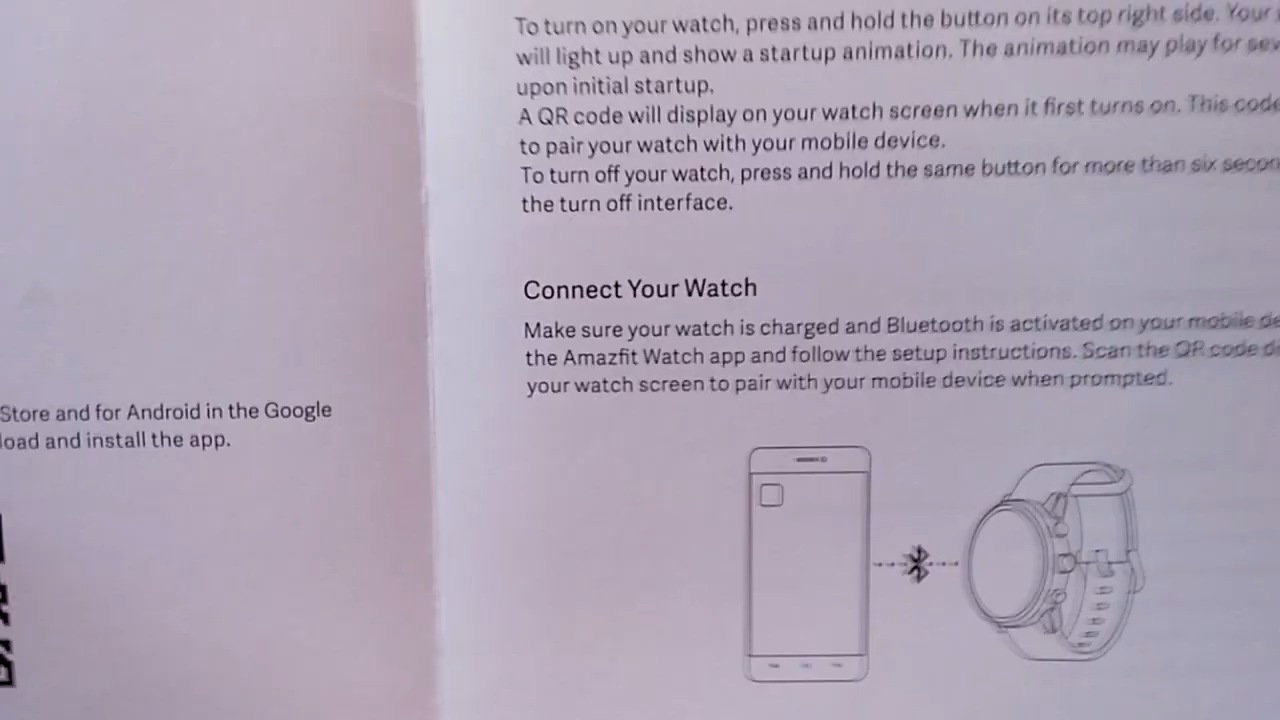 Store and for Android in the Google
load and install the app.
To turn on your watch, press and hold the button on its top right side. Your
will light up and show a startup animation. The animation may play for
upon initial startup.
A QR code will display on your watch screen when it first turns on. This code
to pair your watch with your mobile device.
To turn off your watch, press and hold the same button for more than six
the turn off interface.
Connect Your Watch
Make sure your watch is charged and Bluetooth is activated on your mobile
the Amazfit Watch app and follow the setup instructions. Scan the QR code
your watch screen to pair with your mobile device when prompted.